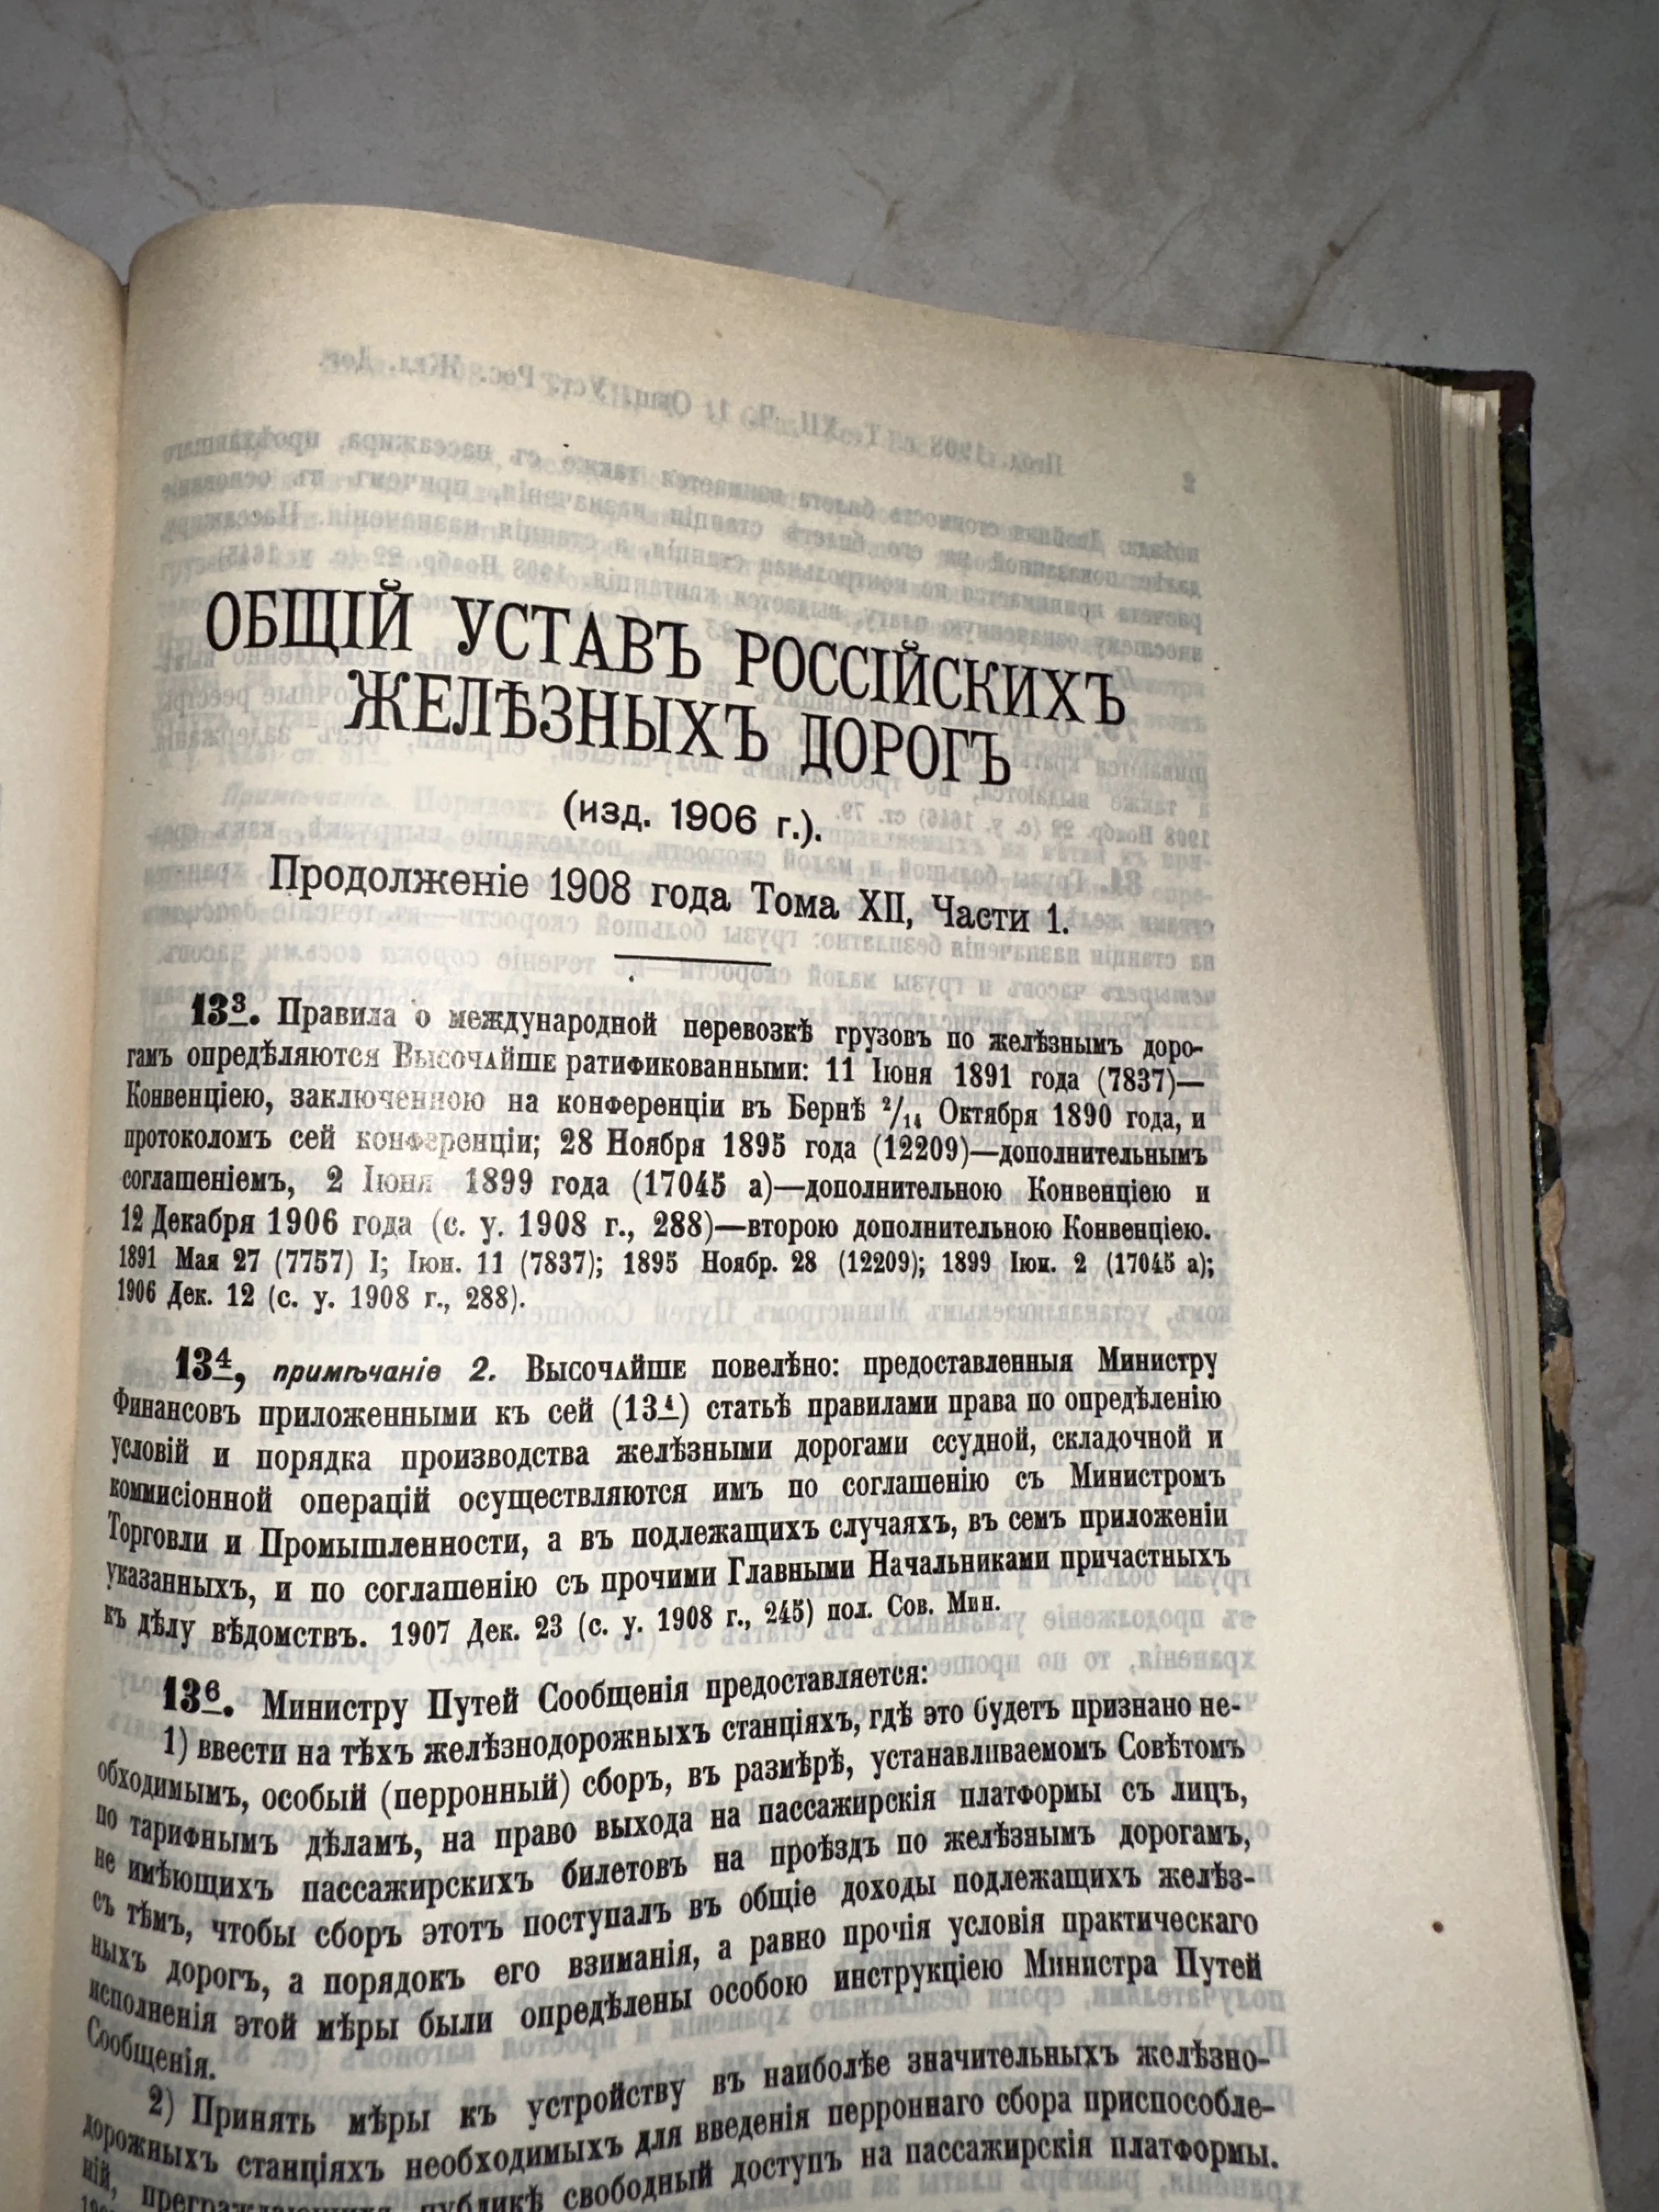 ОБЩІЙ УСТАВЪ РОССІЙСКИХЪ
ЖЕЛѢЗНЫХЪ ДОРОГЪ
(изд. 1906 г.).
Продолженіе 1908 года Тома XII, Части 1.
13³. Правила о международной перевозкѣ грузовъ по желѣзнымъ доро-
гамъ опредѣляются Высочайше ратификованными: 11 Іюня 1891 года (7837)—
Конвенціею, заключенною на конференціи въ Бернѣ 2/14 Октября 1890 года, и
протоколомъ сей конференціи; 28 Ноября 1895 года (12209)—дополнительнымъ
соглашеніемъ, 2 Іюня 1899 года (17045 а)—дополнительною Конвенціею и
12 Декабря 1906 года (с. у. 1908 г., 288)—второю дополнительною Конвенціею.
1891 Мая 27 (7757) I; Іюн. 11 (7837); 1895 Ноябр. 28 (12209); 1899 Іюн. 2 (17045 а);
1906 Дек. 12 (с. у. 1908 г., 288).
13⁴, примѣчаніе 2. Высочайше повелѣно: предоставленныя Министру
Финансовъ приложенными къ сей (13⁴) статьѣ правилами права по опредѣленію
условій и порядка производства желѣзными дорогами ссудной, складочной и
коммисіонной операцій осуществляются имъ по соглашенію съ Министромъ
Торговли и Промышленности, а въ подлежащихъ случаяхъ, въ семъ приложеніи
указанныхъ, и по соглашенію съ прочими Главными Начальниками причастныхъ
къ дѣлу вѣдомствъ. 1907 Дек. 23 (с. у. 1908 г., 245) пол. Сов. Мин.
13⁶. Министру Путей Сообщенія предоставляется:
1) ввести на тѣхъ желѣзнодорожныхъ станціяхъ, гдѣ это будетъ признано не-
обходимымъ, особый (перронный) сборъ, въ размѣрѣ, устанавливаемомъ Совѣтомъ
по тарифнымъ дѣламъ, на право выхода на пассажирскія платформы съ лицъ,
не имѣющихъ пассажирскихъ билетовъ на проѣздъ по желѣзнымъ дорогамъ,
съ тѣмъ, чтобы сборъ этотъ поступалъ въ общіе доходы подлежащихъ желѣз-
ныхъ дорогъ, а порядокъ его взиманія, а равно прочія условія практическаго
исполненія этой мѣры были опредѣлены особою инструкціею Министра Путей
Сообщенія.
2) Принять мѣры къ устройству въ наиболѣе значительныхъ желѣзно-
дорожныхъ станціяхъ необходимыхъ для введенія перроннаго сбора приспособле-
ній, преграждающихъ публикѣ свободный доступъ на пассажирскія платформы.